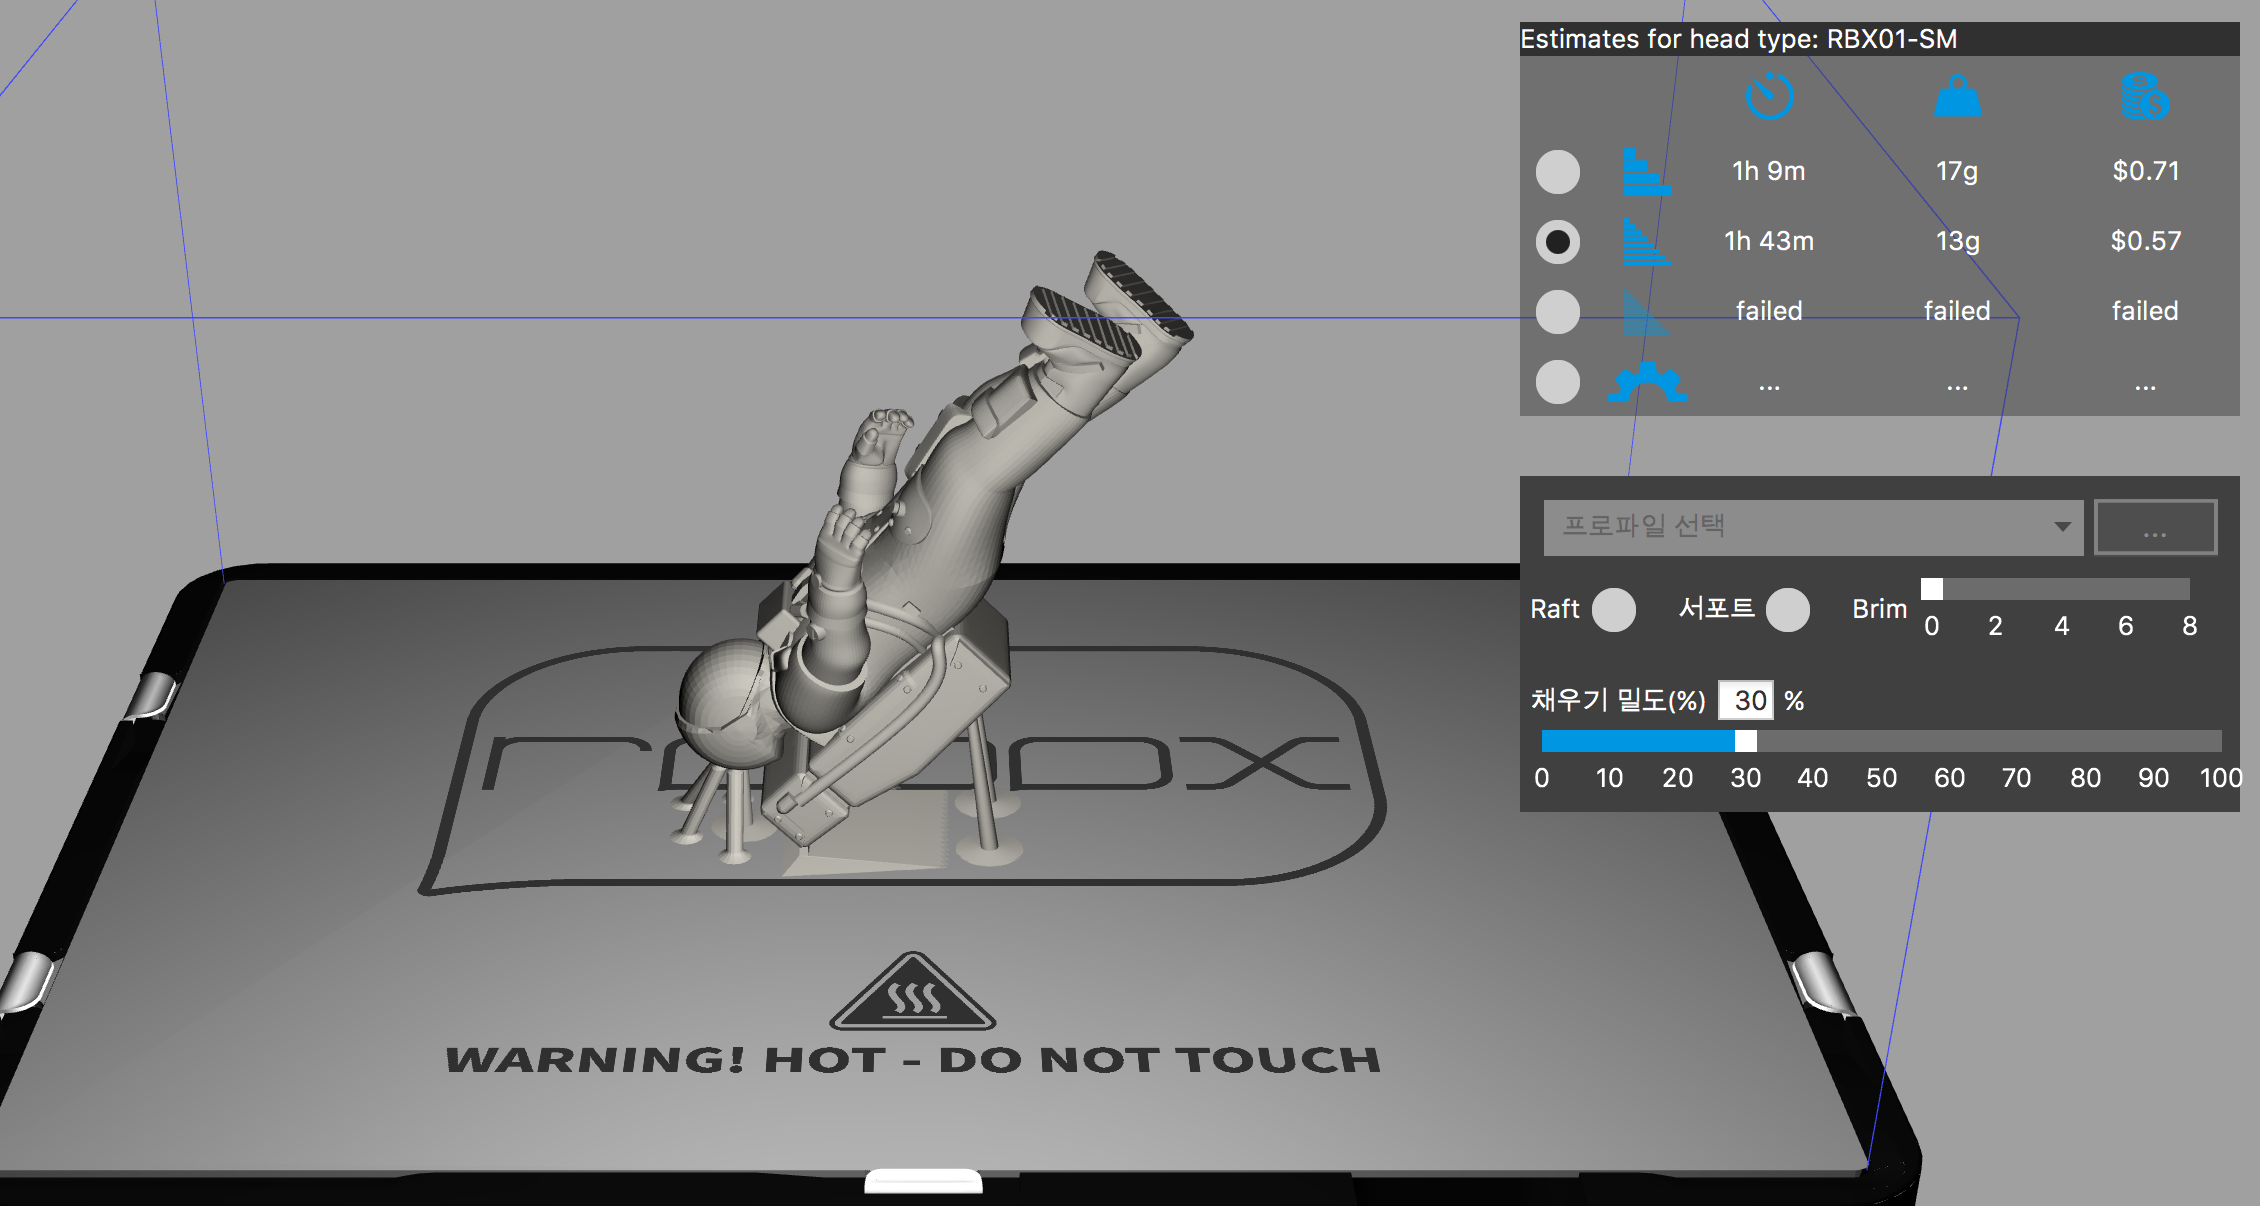 Estimates for head type: RBX01-SM
1h 9m 17g $0.71
1h 43m 13g $0.57
failed failed failed
... ... ...
프로파일 선택 ...
Raft 서포트 Brim
0 2 4 6 8
채우기 밀도(%) 30 %
0 10 20 30 40 50 60 70 80 90 100
WARNING! HOT - DO NOT TOUCH